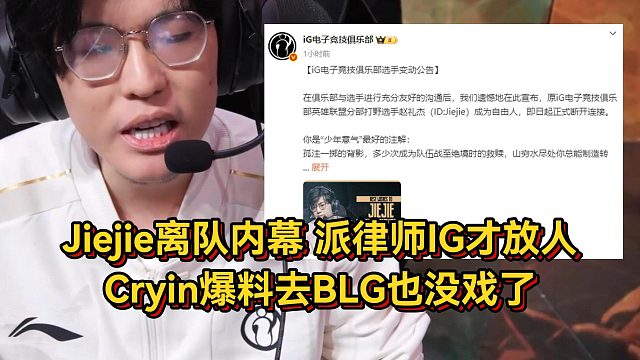 iG电子竞技俱乐部
1小时前
【iG电子竞技俱乐部选手变动公告】
在俱乐部与选手进行充分友好的沟通后，我们遗憾地在此宣布，原iG电子竞技俱乐
部英雄联盟分部打野选手赵礼杰（ID:Jiejie）成为自由人，即日起正式断开连接。
你是“少年意气”最好的注解：
孤注一掷的背影，多少次成为队伍战至绝境时的救赎，山穷水尽处你总能制造转
... 展开
BEST WISHES TO
JIEJIE
Jiejie离队内幕 派律师IG才放人
Cryin爆料去BLG也没戏了